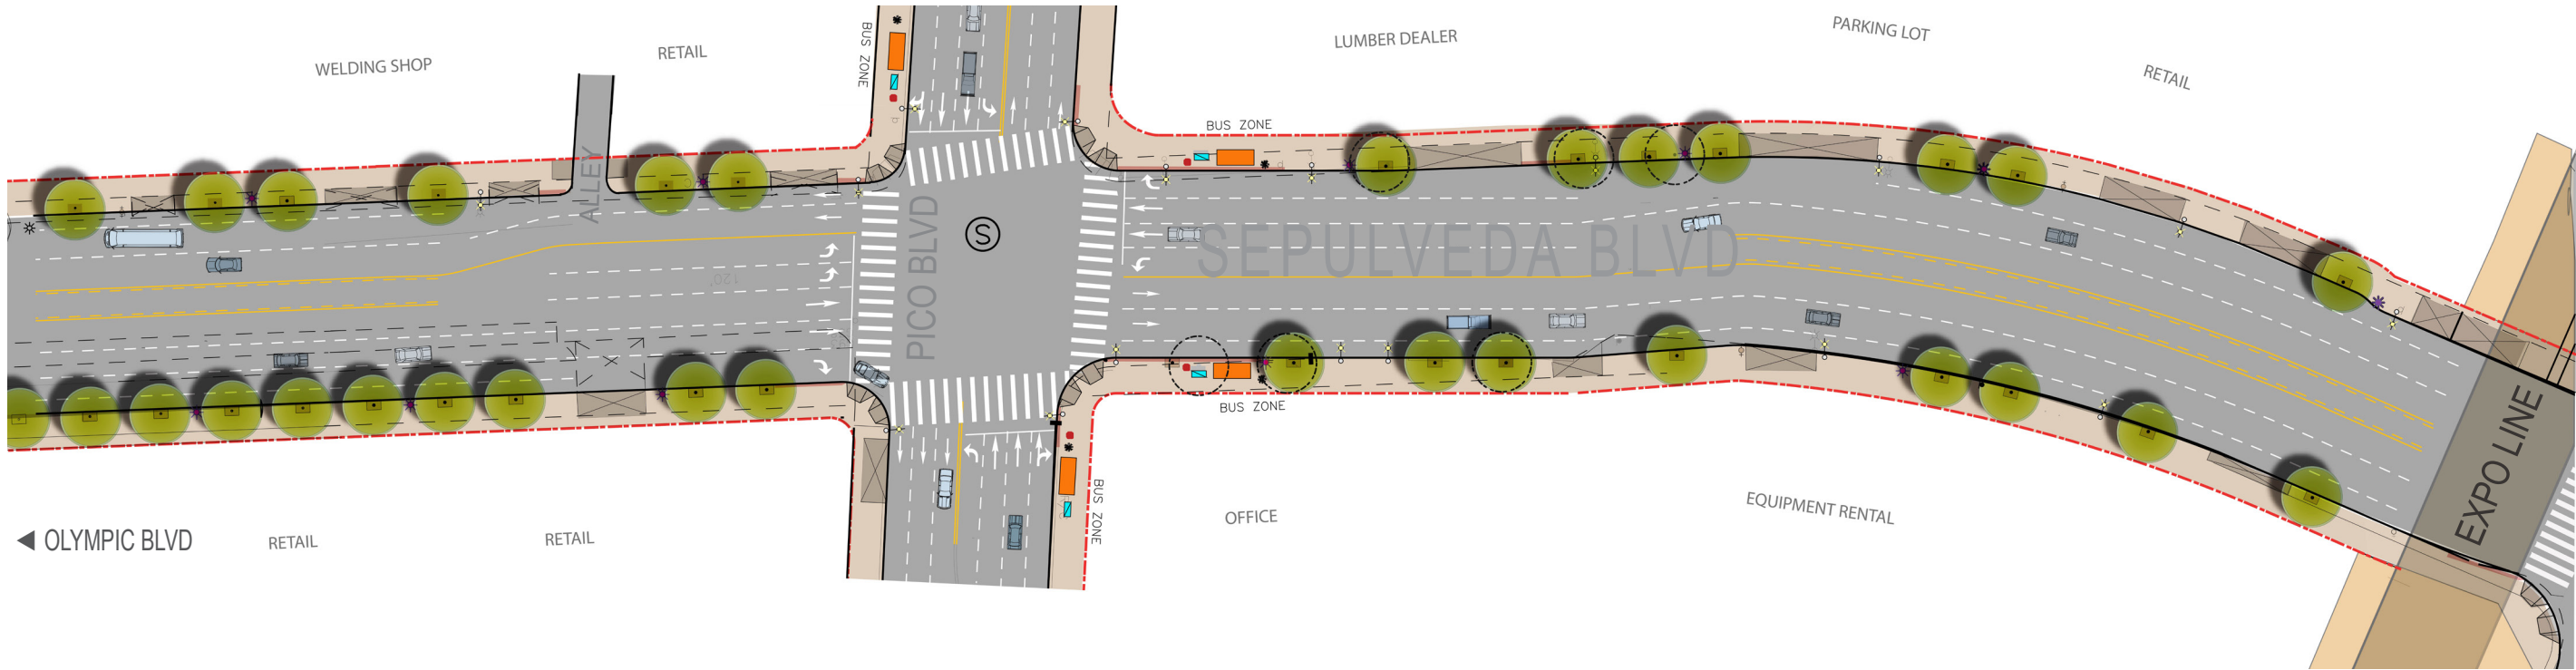 WELDING SHOP
RETAIL
BUS ZONE
LUMBER DEALER
PARKING LOT
RETAIL
BUS ZONE
ALLEY
PICO BLVD
S
SEPULVEDA BLVD
120'
BUS ZONE
BUS ZONE
OLYMPIC BLVD
RETAIL
RETAIL
OFFICE
EQUIPMENT RENTAL
EXPO LINE